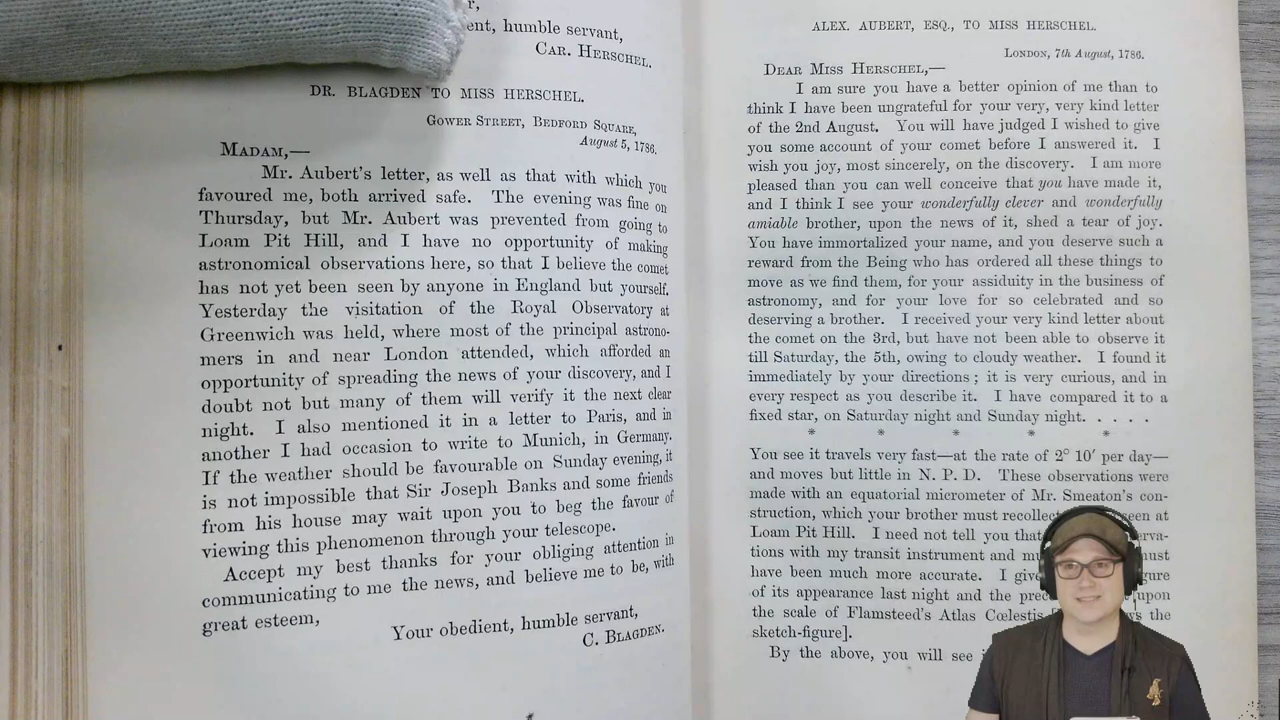 r,
ent, humble servant,
CAR. HERSCHEL.
DR. BLAGDEN TO MISS HERSCHEL.
GOWER STREET, BEDFORD SQUARE,
August 5, 1786.
MADAM,—
Mr. Aubert's letter, as well as that with which you
favoured me, both arrived safe. The evening was fine on
Thursday, but Mr. Aubert was prevented from going to
Loam Pit Hill, and I have no opportunity of making
astronomical observations here, so that I believe the comet
has not yet been seen by anyone in England but yourself.
Yesterday the visitation of the Royal Observatory at
Greenwich was held, where most of the principal astrono-
mers in and near London attended, which afforded an
opportunity of spreading the news of your discovery, and I
doubt not but many of them will verify it the next clear
night. I also mentioned it in a letter to Paris, and in
another I had occasion to write to Munich, in Germany.
If the weather should be favourable on Sunday evening, it
is not impossible that Sir Joseph Banks and some friends
from his house may wait upon you to beg the favour of
viewing this phenomenon through your telescope.
Accept my best thanks for your obliging attention in
communicating to me the news, and believe me to be, with
great esteem,
Your obedient, humble servant,
C. BLAGDEN.
ALEX. AUBERT, ESQ., TO MISS HERSCHEL.
LONDON, 7th August, 1786.
DEAR MISS HERSCHEL,—
I am sure you have a better opinion of me than to
think I have been ungrateful for your very, very kind letter
of the 2nd August. You will have judged I wished to give
you some account of your comet before I answered it. I
wish you joy, most sincerely, on the discovery. I am more
pleased than you can well conceive that you have made it,
and I think I see your wonderfully clever and wonderfully
amiable brother, upon the news of it, shed a tear of joy.
You have immortalized your name, and you deserve such a
reward from the Being who has ordered all these things to
move as we find them, for your assiduity in the business of
astronomy, and for your love for so celebrated and so
deserving a brother. I received your very kind letter about
the comet on the 3rd, but have not been able to observe it
till Saturday, the 5th, owing to cloudy weather. I found it
immediately by your directions; it is very curious, and in
every respect as you describe it. I have compared it to a
fixed star, on Saturday night and Sunday night. . . . .
* * * * *
You see it travels very fast—at the rate of 2° 10′ per day—
and moves but little in N. P. D. These observations were
made with an equatorial micrometer of Mr. Smeaton's con-
struction, which your brother must recollect seen at
Loam Pit Hill. I need not tell you that erva-
tions with my transit instrument and must
have been much more accurate. I give gure
of its appearance last night and the upon
the scale of Flamsteed's Atlas Cœlestis the
sketch-figure].
By the above, you will see